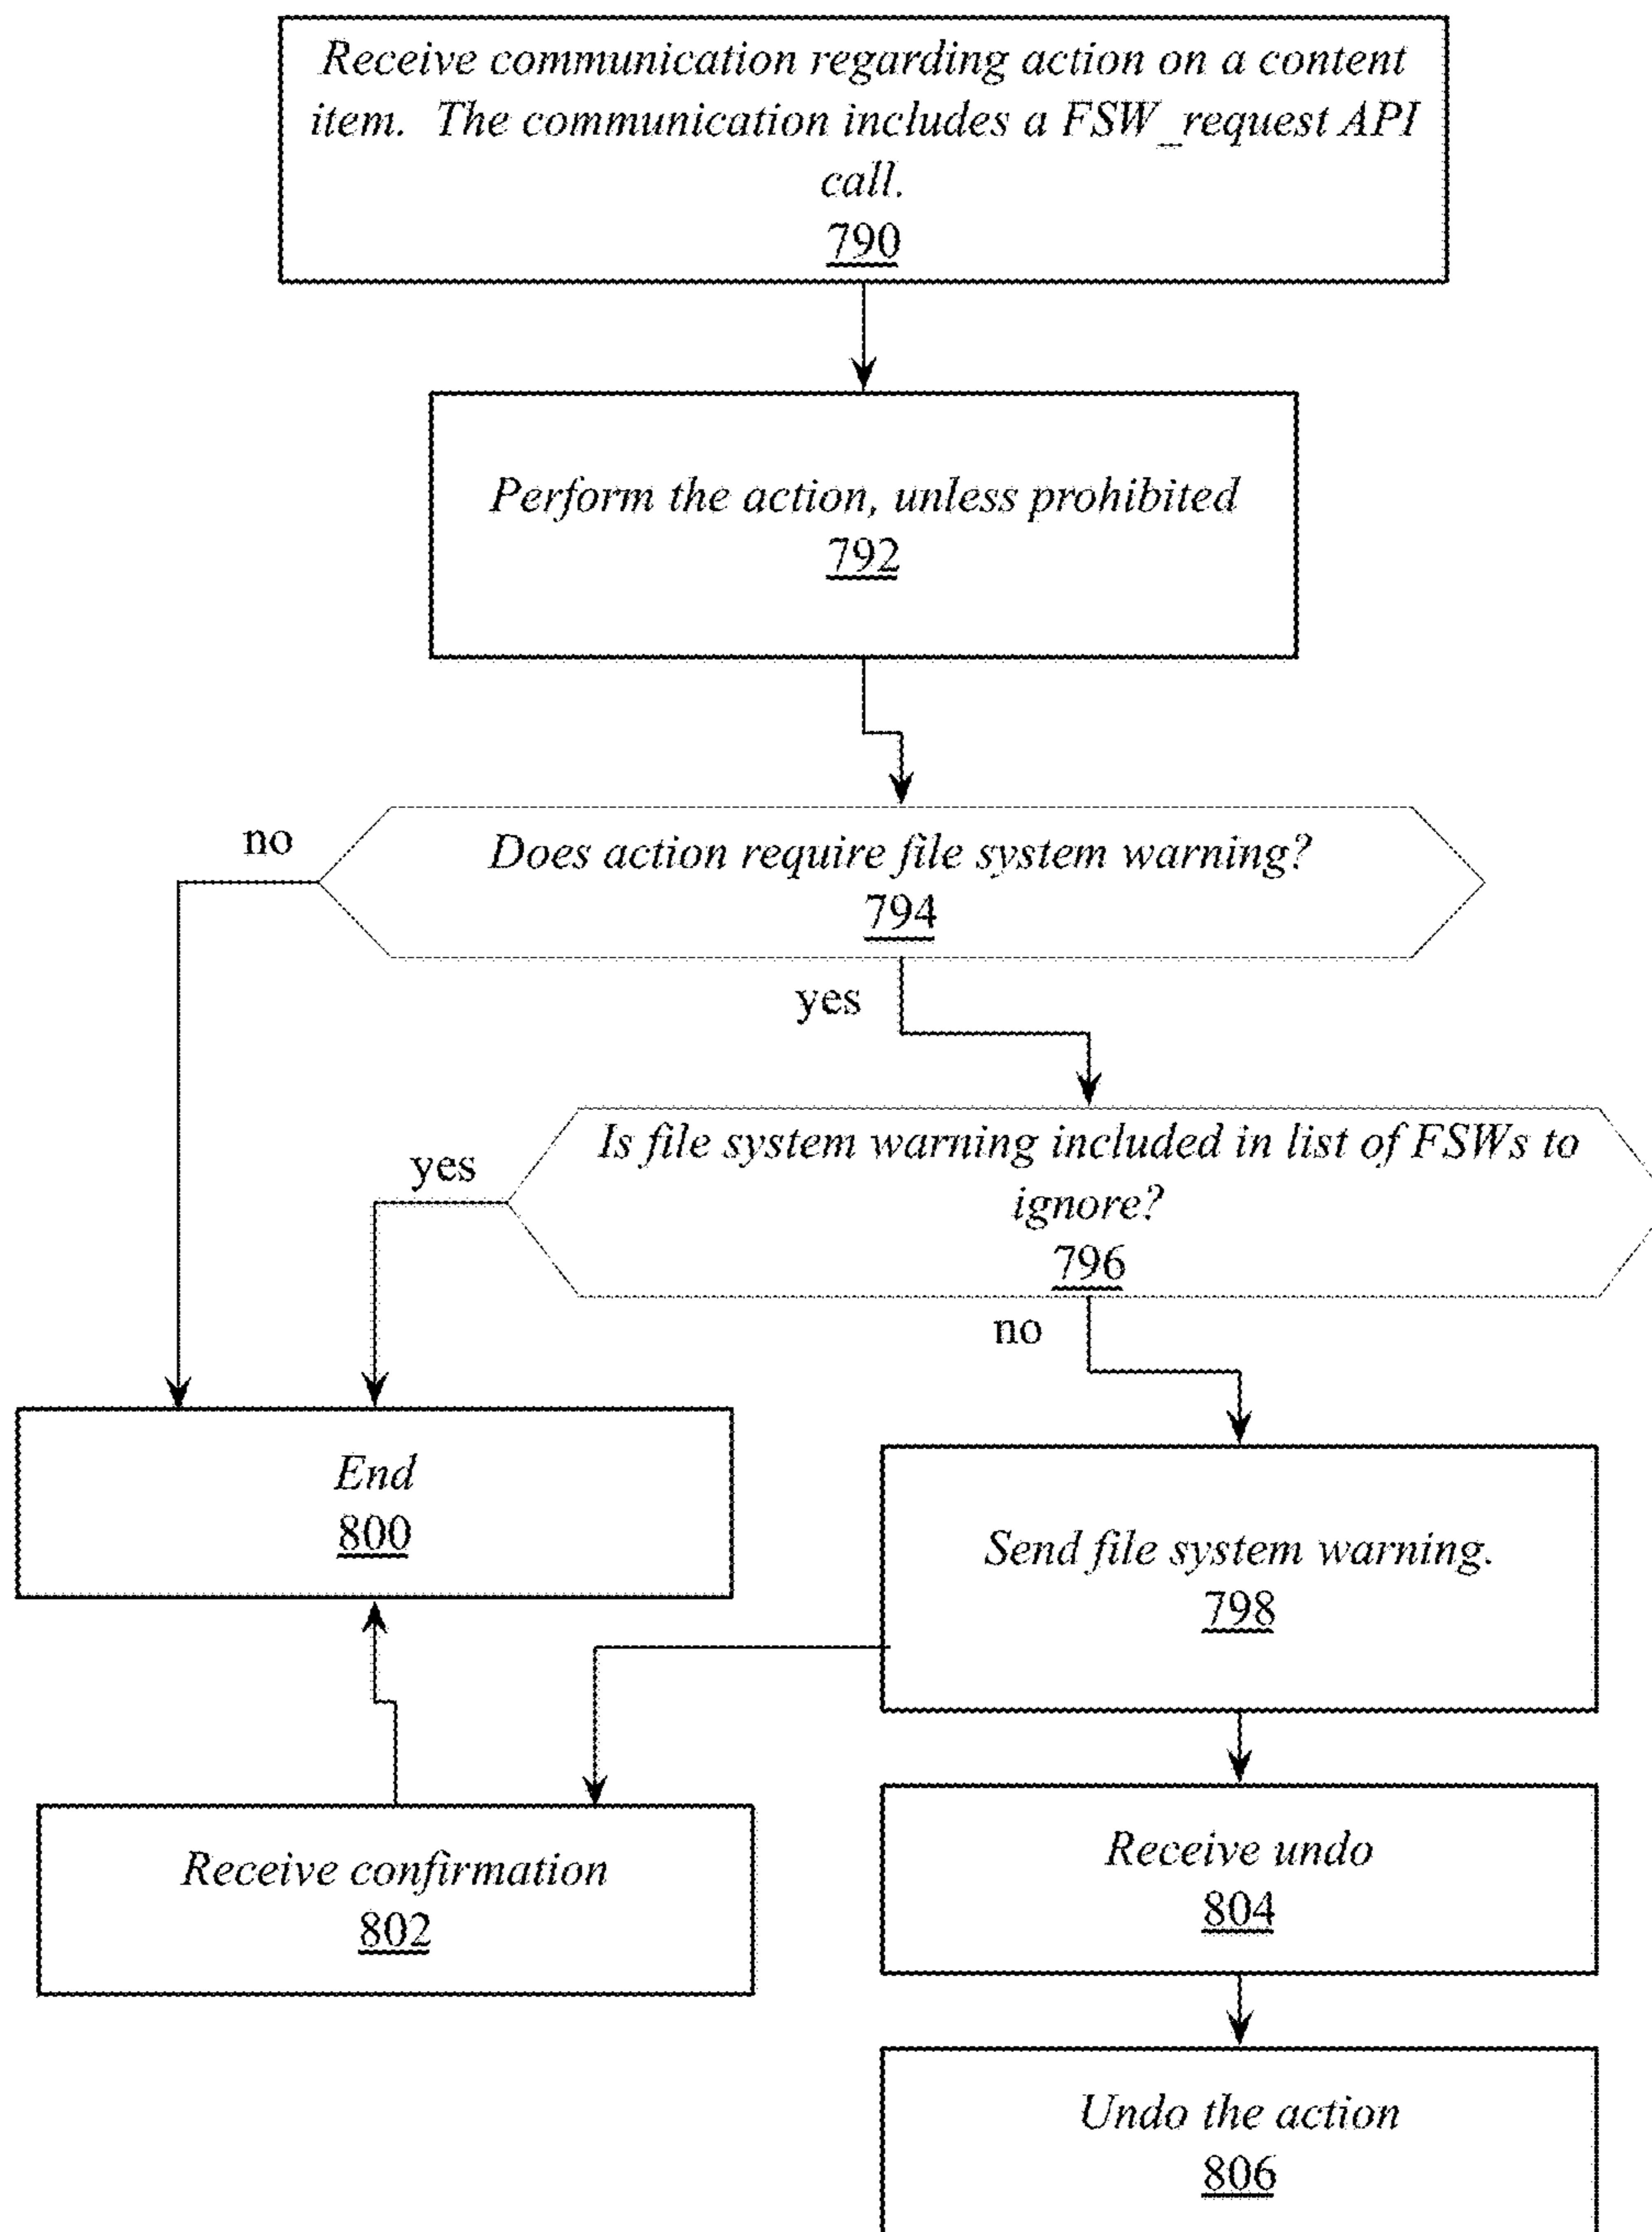 Receive communication regarding action on a content
item. The communication includes a FSW_request API
call.
790
Perform the action, unless prohibited
792
no
Does action require file system warning?
794
yes
yes
Is file system warning included in list of FSWs to
ignore?
796
no
End
800
Send file system warning.
798
Receive confirmation
802
Receive undo
804
Undo the action
806